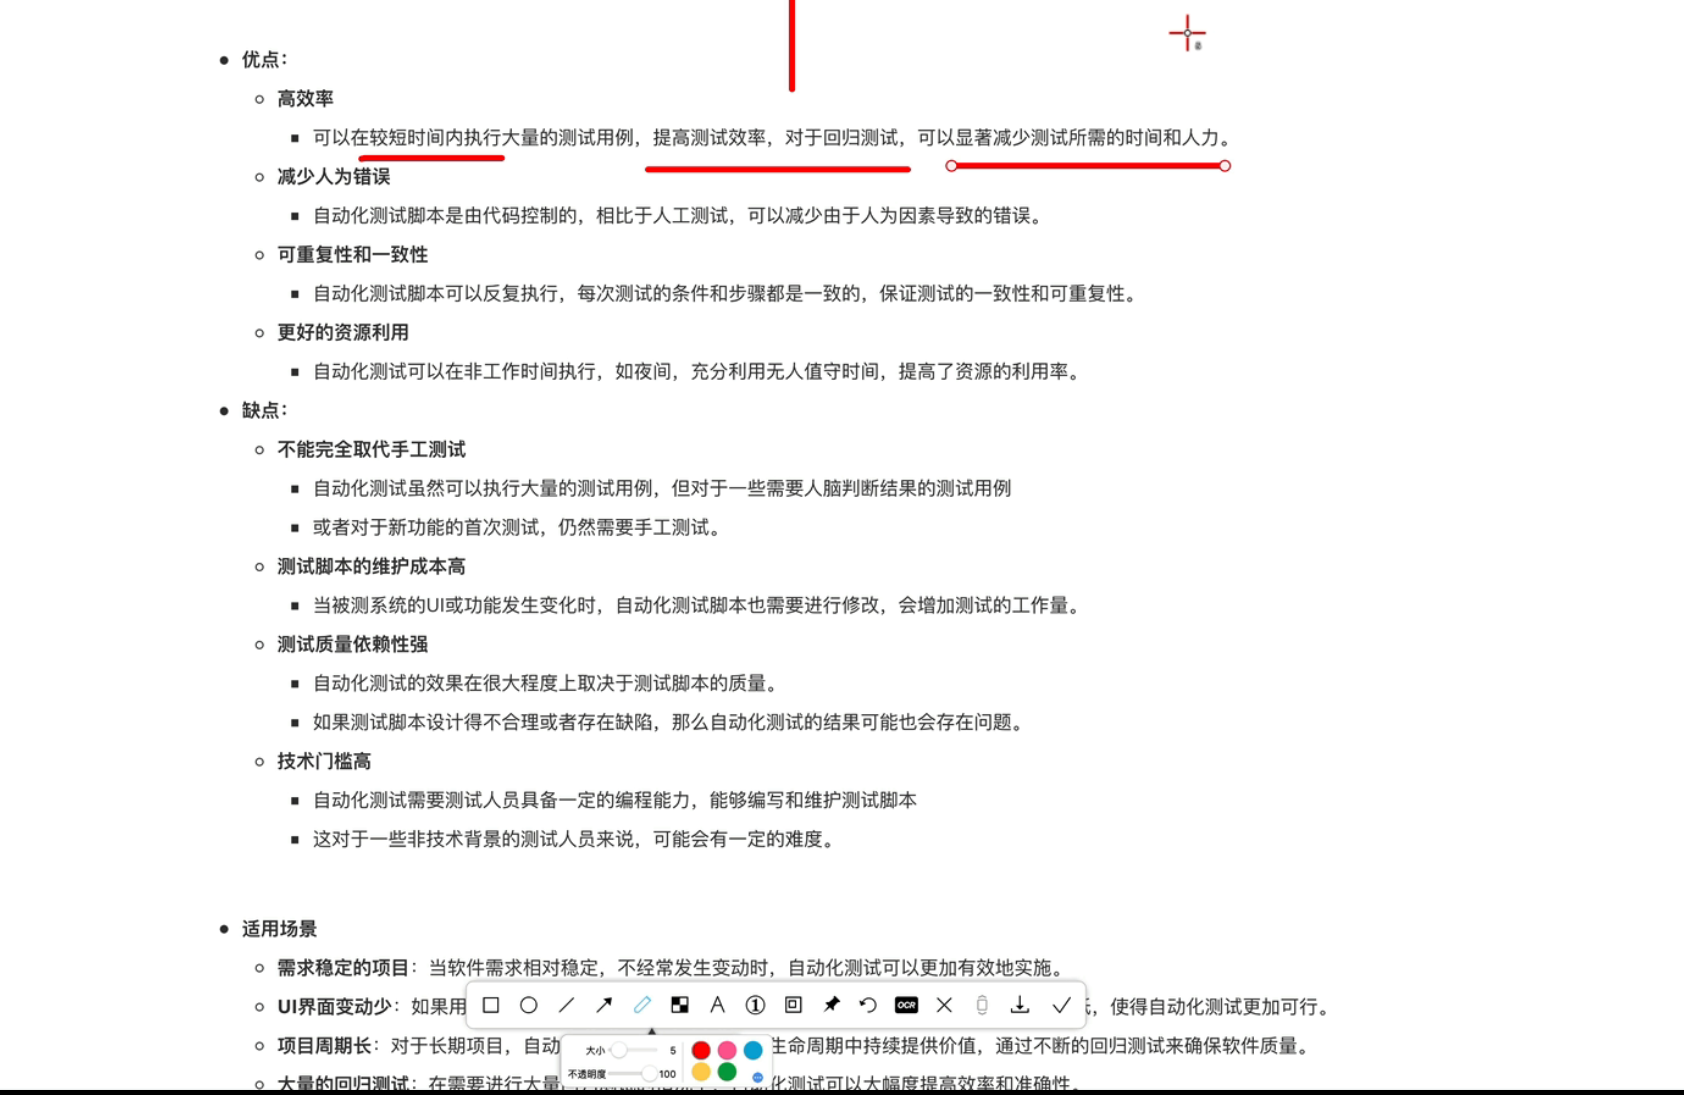 优点：
高效率
可以在较短时间内执行大量的测试用例，提高测试效率，对于回归测试，可以显著减少测试所需的时间和人力。
减少人为错误
自动化测试脚本是由代码控制的，相比于人工测试，可以减少由于人为因素导致的错误。
可重复性和一致性
自动化测试脚本可以反复执行，每次测试的条件和步骤都是一致的，保证测试的一致性和可重复性。
更好的资源利用
自动化测试可以在非工作时间执行，如夜间，充分利用无人值守时间，提高了资源的利用率。
缺点：
不能完全取代手工测试
自动化测试虽然可以执行大量的测试用例，但对于一些需要人脑判断结果的测试用例
或者对于新功能的首次测试，仍然需要手工测试。
测试脚本的维护成本高
当被测系统的UI或功能发生变化时，自动化测试脚本也需要进行修改，会增加测试的工作量。
测试质量依赖性强
自动化测试的效果在很大程度上取决于测试脚本的质量。
如果测试脚本设计得不合理或者存在缺陷，那么自动化测试的结果可能也会存在问题。
技术门槛高
自动化测试需要测试人员具备一定的编程能力，能够编写和维护测试脚本
这对于一些非技术背景的测试人员来说，可能会有一定的难度。
适用场景
需求稳定的项目：当软件需求相对稳定，不经常发生变动时，自动化测试可以更加有效地实施。
UI界面变动少：如果用 ，使得自动化测试更加可行。
A ① OCR
项目周期长：对于长期项目，自动 生命周期中持续提供价值，通过不断的回归测试来确保软件质量。
大小 5
不透明度 100
大量的回归测试：在需要进行大量 化测试可以大幅度提高效率和准确性。